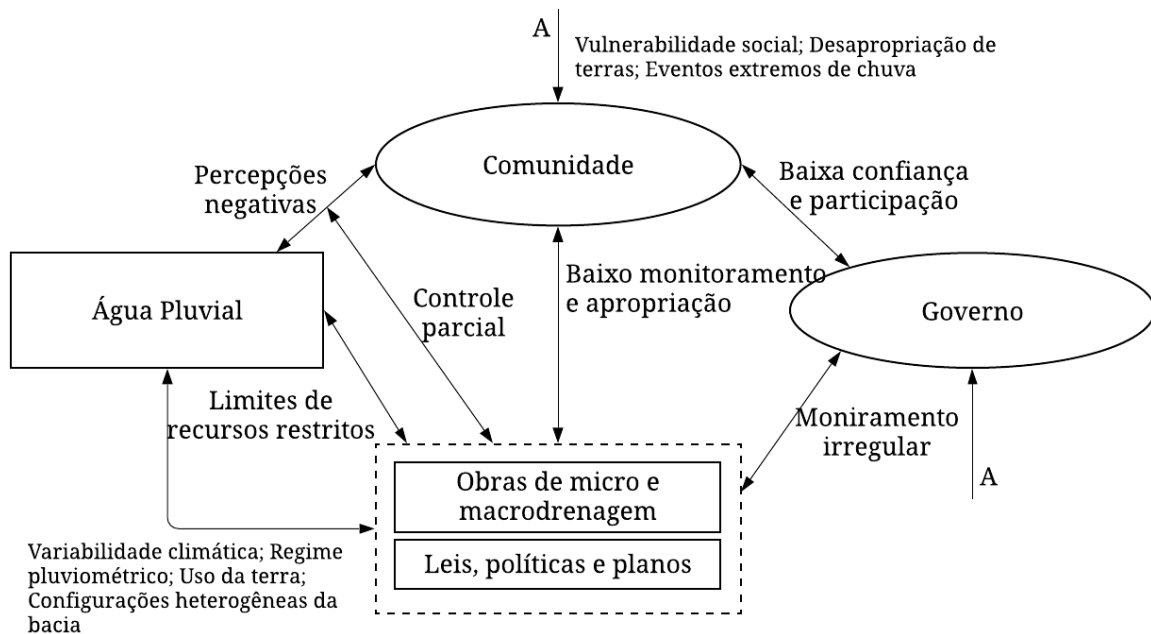 A
Vulnerabilidade social; Desapropriação de
terras; Eventos extremos de chuva
Comunidade
Percepções
negativas
Baixa confiança
e participação
Água Pluvial
Controle
parcial
Baixo monitoramento
e apropriação
Governo
Limites de
recursos restritos
Moniramento
irregular
A
Obras de micro e
macrodrenagem
Leis, políticas e planos
Variabilidade climática; Regime
pluviométrico; Uso da terra;
Configurações heterogêneas da
bacia